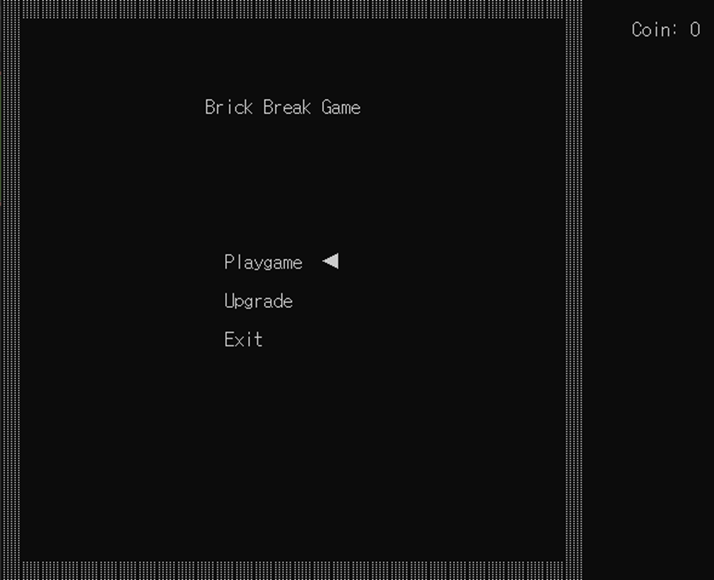 Coin: 0
Brick Break Game
Playgame ◀
Upgrade
Exit